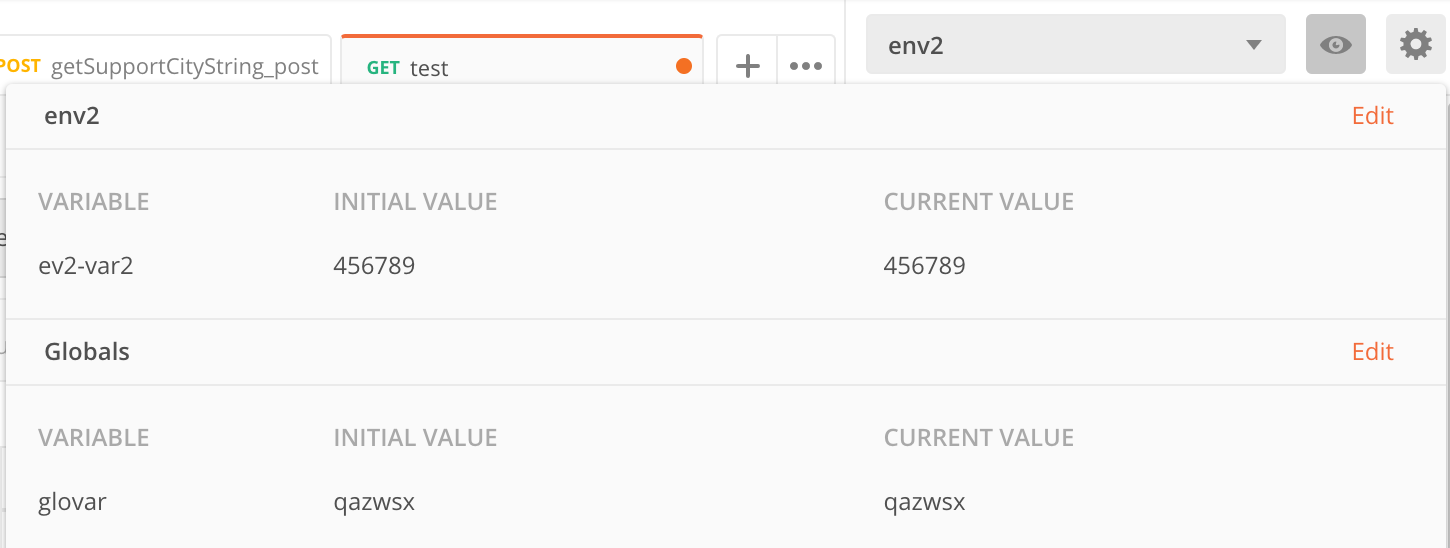 POST getSupportCityString_post GET test env2
env2 Edit
VARIABLE INITIAL VALUE CURRENT VALUE
ev2-var2 456789 456789
Globals Edit
VARIABLE INITIAL VALUE CURRENT VALUE
glovar qazwsx qazwsx